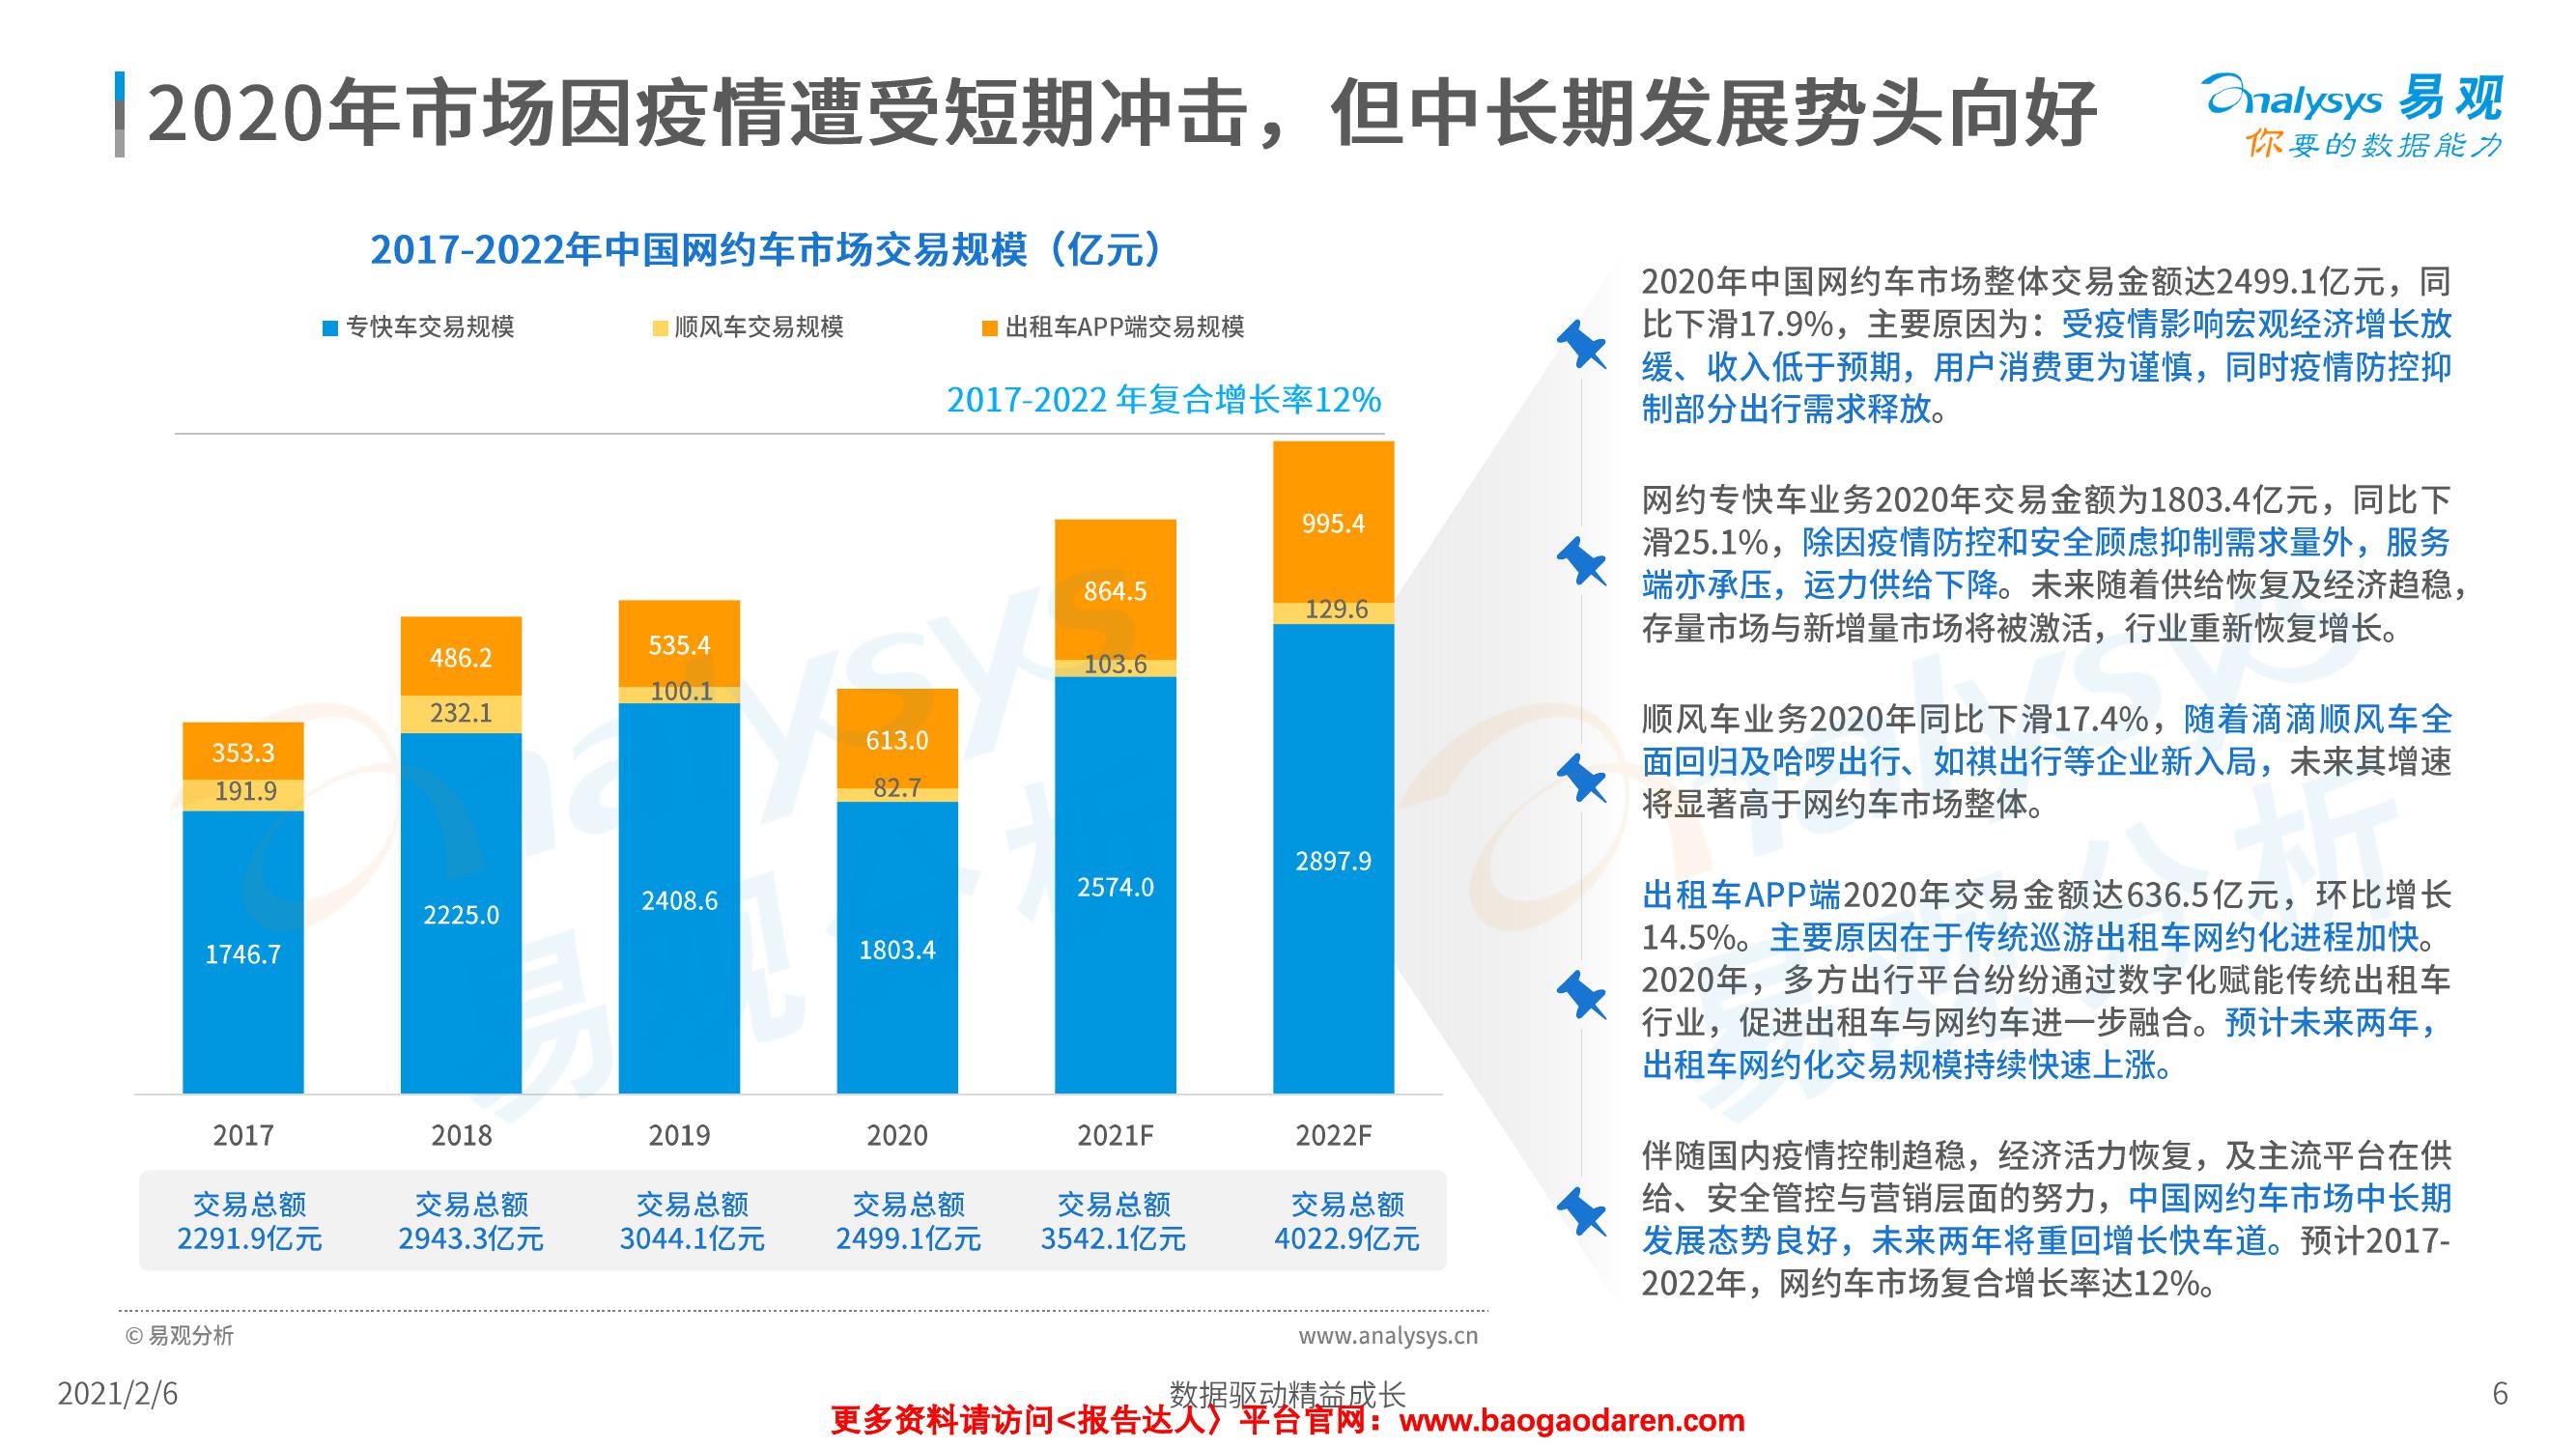 2020年市场因疫情遭受短期冲击，但中长期发展势头向好
analysys 易观
你要的数据能力
2017-2022年中国网约车市场交易规模（亿元）
专快车交易规模 顺风车交易规模 出租车APP端交易规模
2017-2022 年复合增长率12%
353.3
191.9
1746.7
486.2
232.1
2225.0
535.4
100.1
2408.6
613.0
82.7
1803.4
864.5
103.6
2574.0
995.4
129.6
2897.9
2017 2018 2019 2020 2021F 2022F
交易总额 交易总额 交易总额 交易总额 交易总额 交易总额
2291.9亿元 2943.3亿元 3044.1亿元 2499.1亿元 3542.1亿元 4022.9亿元
© 易观分析 www.analysys.cn
2020年中国网约车市场整体交易金额达2499.1亿元，同
比下滑17.9%，主要原因为：受疫情影响宏观经济增长放
缓、收入低于预期，用户消费更为谨慎，同时疫情防控抑
制部分出行需求释放。
网约专快车业务2020年交易金额为1803.4亿元，同比下
滑25.1%，除因疫情防控和安全顾虑抑制需求量外，服务
端亦承压，运力供给下降。未来随着供给恢复及经济趋稳，
存量市场与新增量市场将被激活，行业重新恢复增长。
顺风车业务2020年同比下滑17.4%，随着滴滴顺风车全
面回归及哈啰出行、如祺出行等企业新入局，未来其增速
将显著高于网约车市场整体。
出租车APP端2020年交易金额达636.5亿元，环比增长
14.5%。主要原因在于传统巡游出租车网约化进程加快。
2020年，多方出行平台纷纷通过数字化赋能传统出租车
行业，促进出租车与网约车进一步融合。预计未来两年，
出租车网约化交易规模持续快速上涨。
伴随国内疫情控制趋稳，经济活力恢复，及主流平台在供
给、安全管控与营销层面的努力，中国网约车市场中长期
发展态势良好，未来两年将重回增长快车道。预计2017-
2022年，网约车市场复合增长率达12%。
analysys
易观分析
analysys
易观分析
2021/2/6 数据驱动精益成长 6
更多资料请访问<报告达人〉平台官网：www.baogaodaren.com